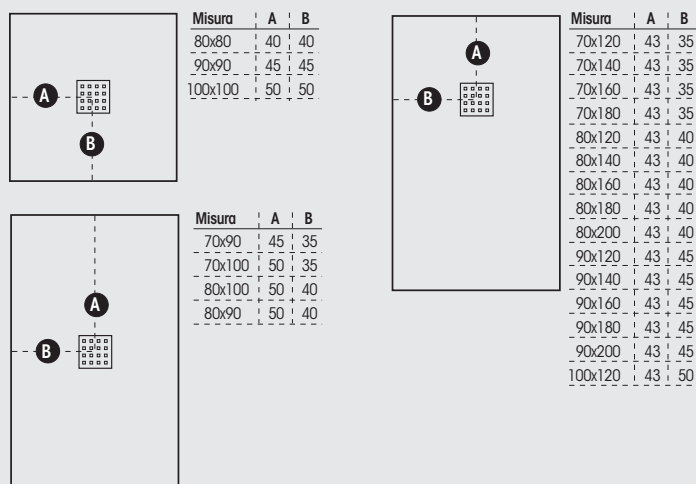 A
B
Misura A B
80x80 40 40
90x90 45 45
100x100 50 50
A
B
Misura A B
70x90 45 35
70x100 50 35
80x100 50 40
80x90 50 40
A
B
Misura A B
70x120 43 35
70x140 43 35
70x160 43 35
70x180 43 35
80x120 43 40
80x140 43 40
80x160 43 40
80x180 43 40
80x200 43 40
90x120 43 45
90x140 43 45
90x160 43 45
90x180 43 45
90x200 43 45
100x120 43 50